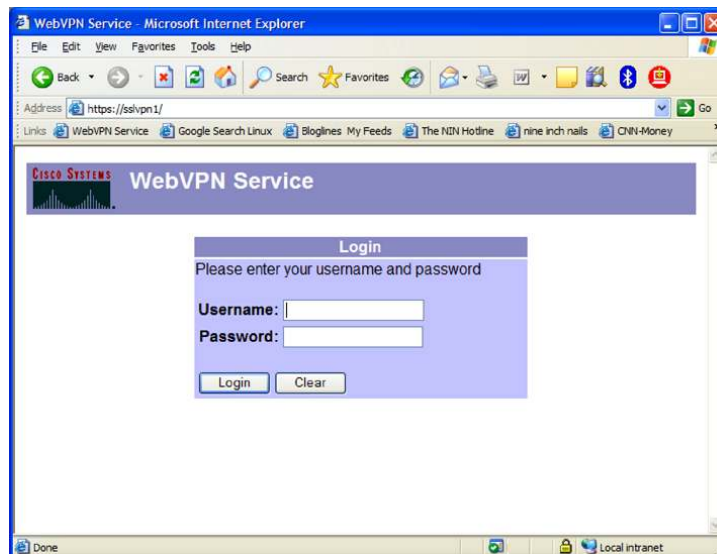 WebVPN Service - Microsoft Internet Explorer
File Edit View Favorites Tools Help
Back Search Favorites
Address https://sslvpn1/ Go
Links WebVPN Service Google Search Linux Bloglines My Feeds The NIN Hotline nine inch nails CNN-Money
CISCO SYSTEMS WebVPN Service
Login
Please enter your username and password
Username:
Password:
Login Clear
Done Local intranet